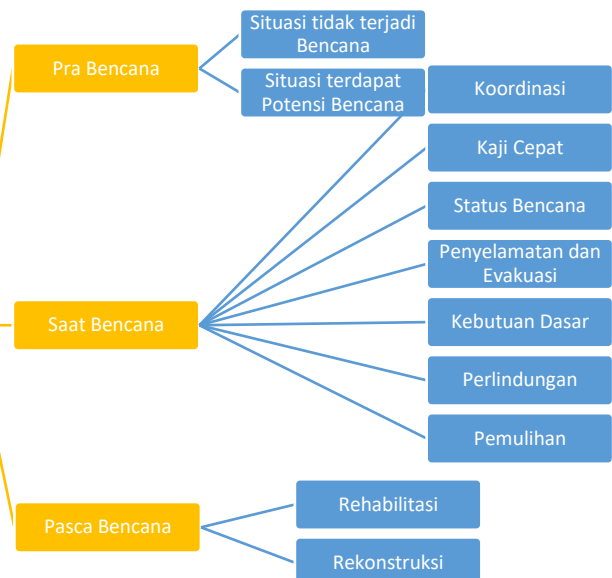 Pra Bencana
Situasi tidak terjadi
Bencana
Situasi terdapat
Potensi Bencana
Saat Bencana
Koordinasi
Kaji Cepat
Status Bencana
Penyelamatan dan
Evakuasi
Kebutuan Dasar
Perlindungan
Pemulihan
Pasca Bencana
Rehabilitasi
Rekonstruksi